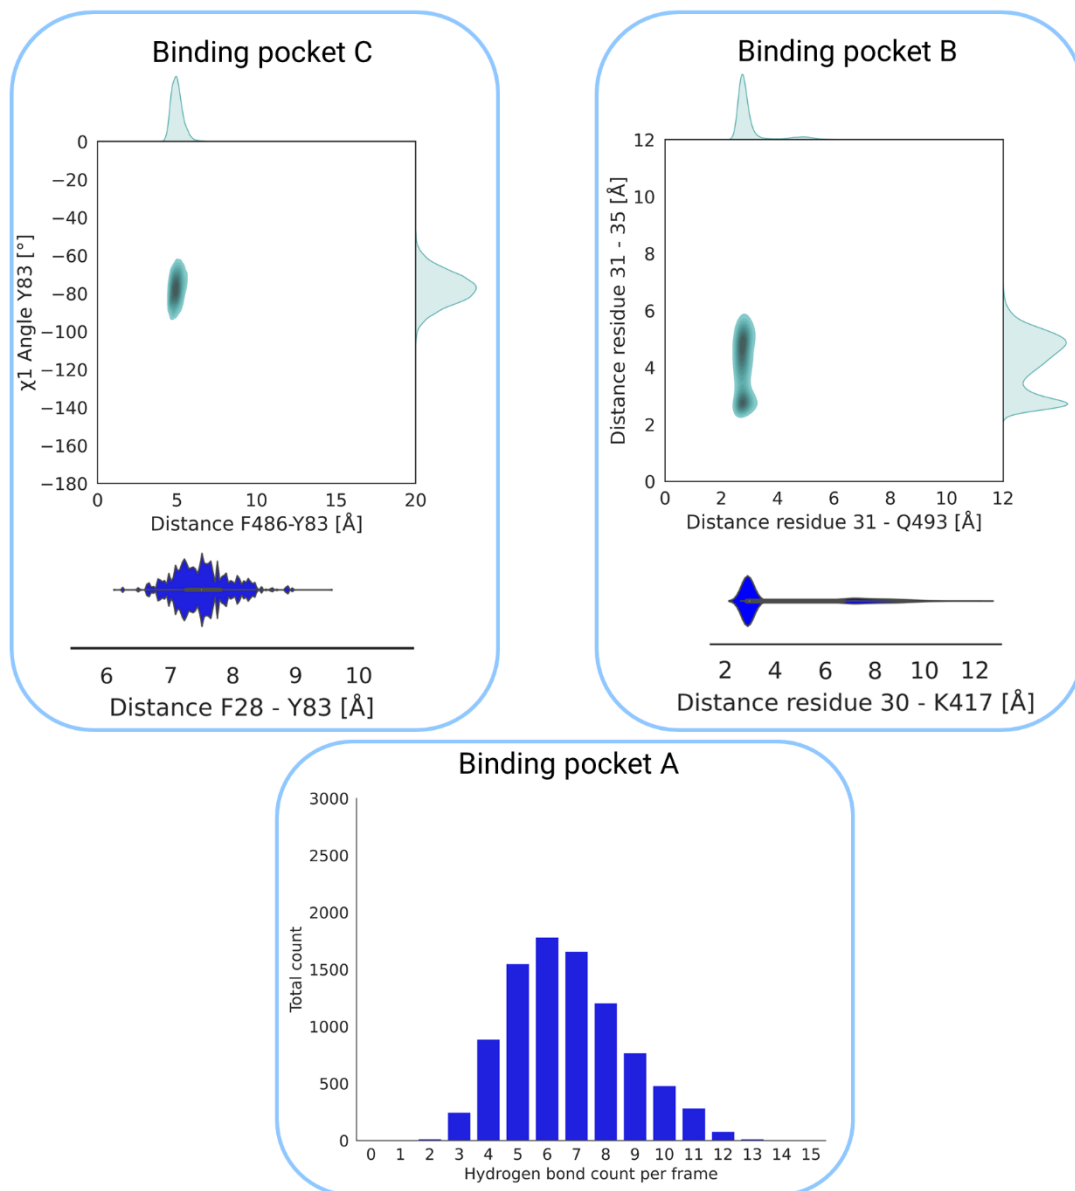 Binding pocket C
0
−20
−40
−60
−80
−100
−120
−140
−160
−180
χ1 Angle Y83 [°]
0 5 10 15 20
Distance F486-Y83 [Å]
6 7 8 9 10
Distance F28 - Y83 [Å]
Binding pocket B
12
10
8
6
4
2
0
Distance residue 31 - 35 [Å]
0 2 4 6 8 10 12
Distance residue 31 - Q493 [Å]
2 4 6 8 10 12
Distance residue 30 - K417 [Å]
Binding pocket A
3000
2500
2000
1500
1000
500
0
Total count
0 1 2 3 4 5 6 7 8 9 10 11 12 13 14 15
Hydrogen bond count per frame